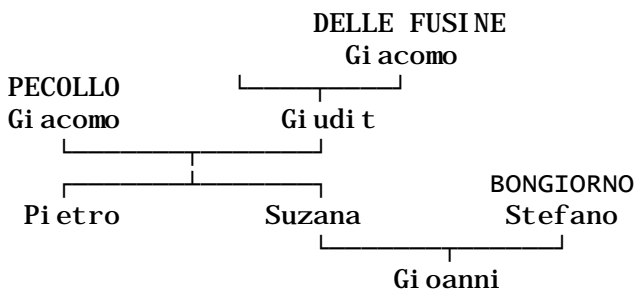 DELLE FUSINE
Giacomo
PECOLLO
Giacomo Giudit
BONGIORNO
Pietro Suzana Stefano
Gioanni